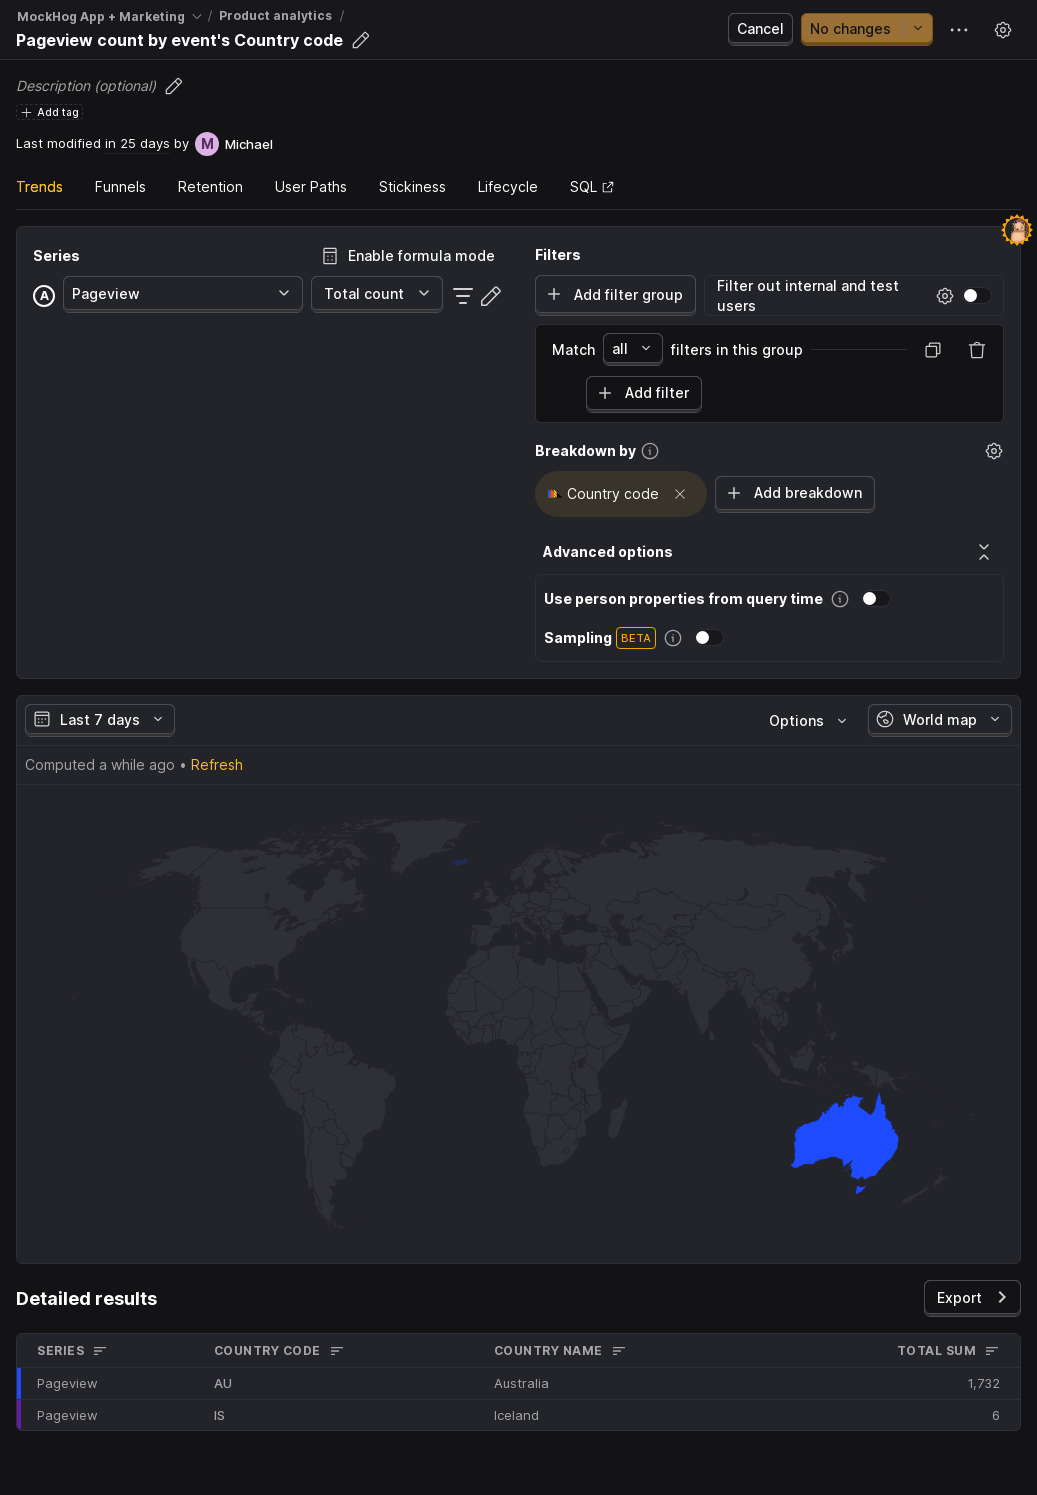 MockHog App + Marketing / Product analytics /
Pageview count by event's Country code
Cancel
No changes
Description (optional)
Add tag
Last modified in 25 days by M Michael
Trends Funnels Retention User Paths Stickiness Lifecycle SQL
Series
Enable formula mode
A Pageview Total count
Filters
Add filter group
Filter out internal and test
users
Match all filters in this group
Add filter
Breakdown by
Country code
Add breakdown
Advanced options
Use person properties from query time
Sampling BETA
Last 7 days
Options
World map
Computed a while ago • Refresh
Detailed results
Export
SERIES COUNTRY CODE COUNTRY NAME TOTAL SUM
Pageview AU Australia 1,732
Pageview IS Iceland 6